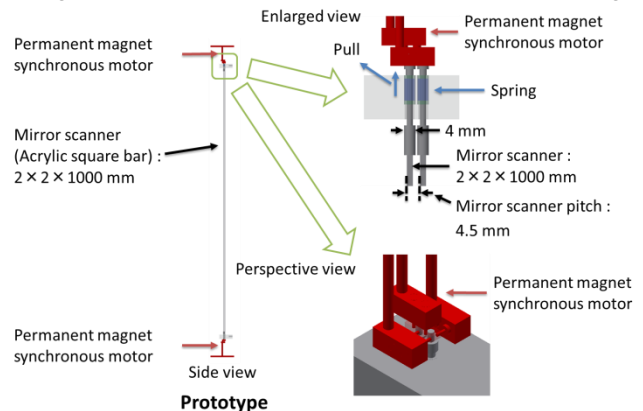 Enlarged view
Permanent magnet
synchronous motor
Permanent magnet
synchronous motor
Pull
Spring
4 mm
Mirror scanner
(Acrylic square bar) :
2 × 2 × 1000 mm
Mirror scanner :
2 × 2 × 1000 mm
Mirror scanner pitch :
4.5 mm
Perspective view
Permanent magnet
synchronous motor
Permanent magnet
synchronous motor
Side view
Prototype